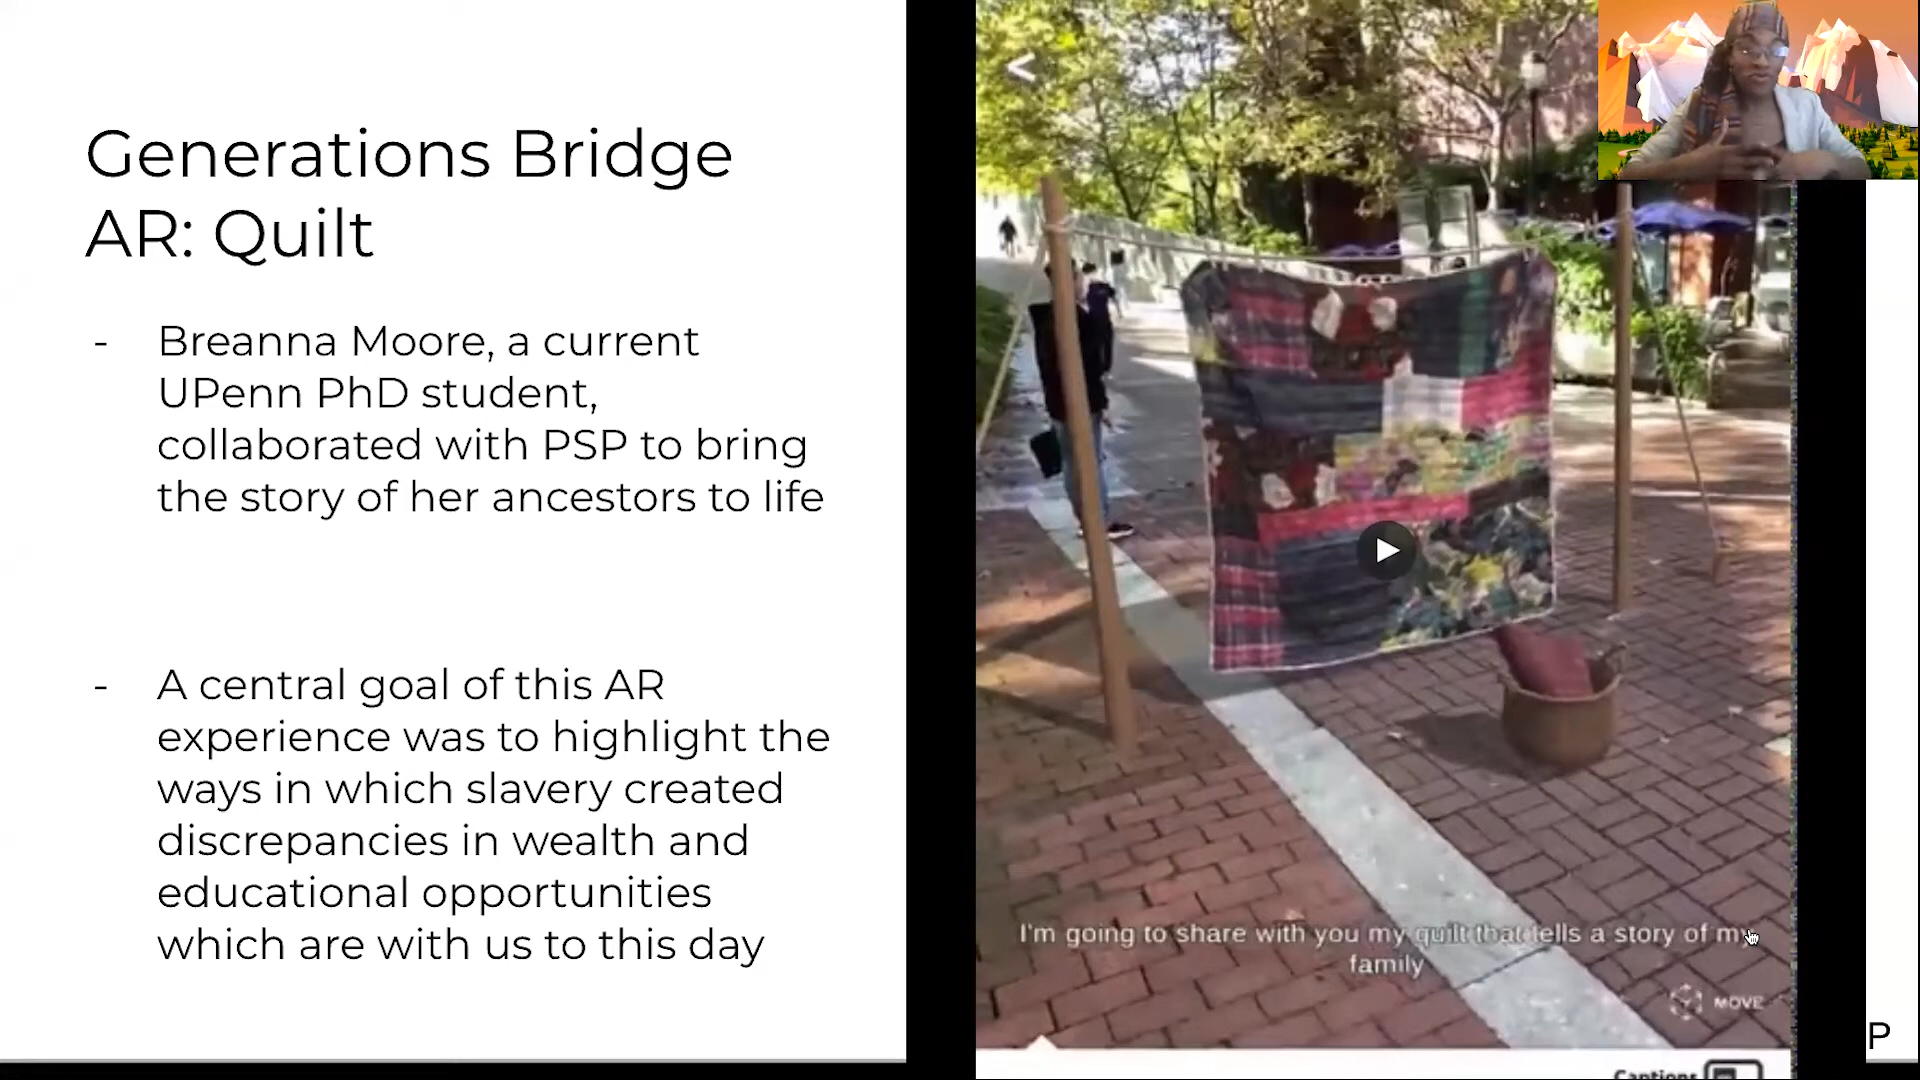 Generations Bridge
AR: Quilt
- Breanna Moore, a current
UPenn PhD student,
collaborated with PSP to bring
the story of her ancestors to life
- A central goal of this AR
experience was to highlight the
ways in which slavery created
discrepancies in wealth and
educational opportunities
which are with us to this day
I'm going to share with you my quilt that tells a story of my
family
MOVE
Captions
P